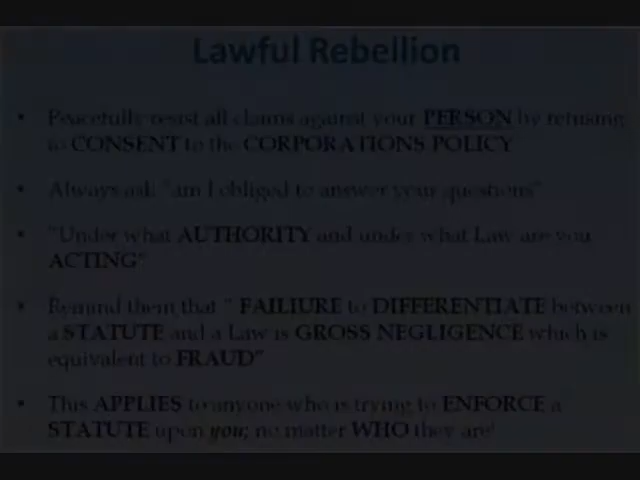 Lawful Rebellion
• Peacefully resist all claims against your PERSON by refusing
to CONSENT to the CORPORATIONS POLICY
• Always ask "am I obliged to answer your questions"
• "Under what AUTHORITY and under what Law are you
ACTING"
• Remind them that " FAILIURE to DIFFERENTIATE between
a STATUTE and a Law is GROSS NEGLIGENCE which is
equivalent to FRAUD"
• This APPLIES to anyone who is trying to ENFORCE a
STATUTE upon you; no matter WHO they are!